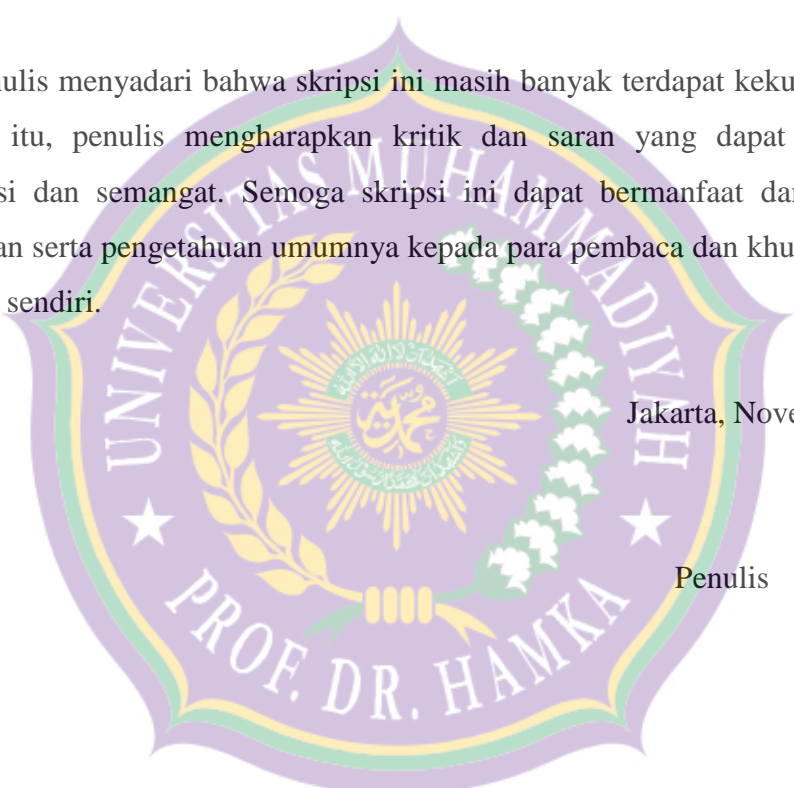 nulis menyadari bahwa skripsi ini masih banyak terdapat keku
itu, penulis mengharapkan kritik dan saran yang dapat
si dan semangat. Semoga skripsi ini dapat bermanfaat dan
an serta pengetahuan umumnya kepada para pembaca dan khu
sendiri.
Jakarta, Nove
Penulis
UNIVERSITAS MUHAMMADIYAH
PROF. DR. HAMKA
محمدية